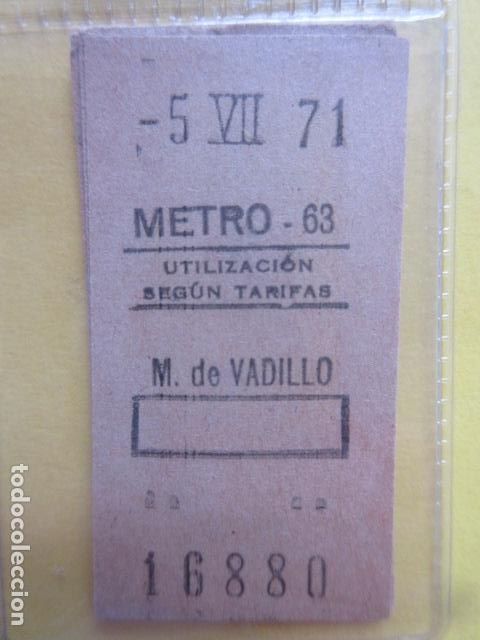 -5 VII 71
METRO - 63
UTILIZACIÓN
SEGÚN TARIFAS
M. de VADILLO
16880
todocoleccion